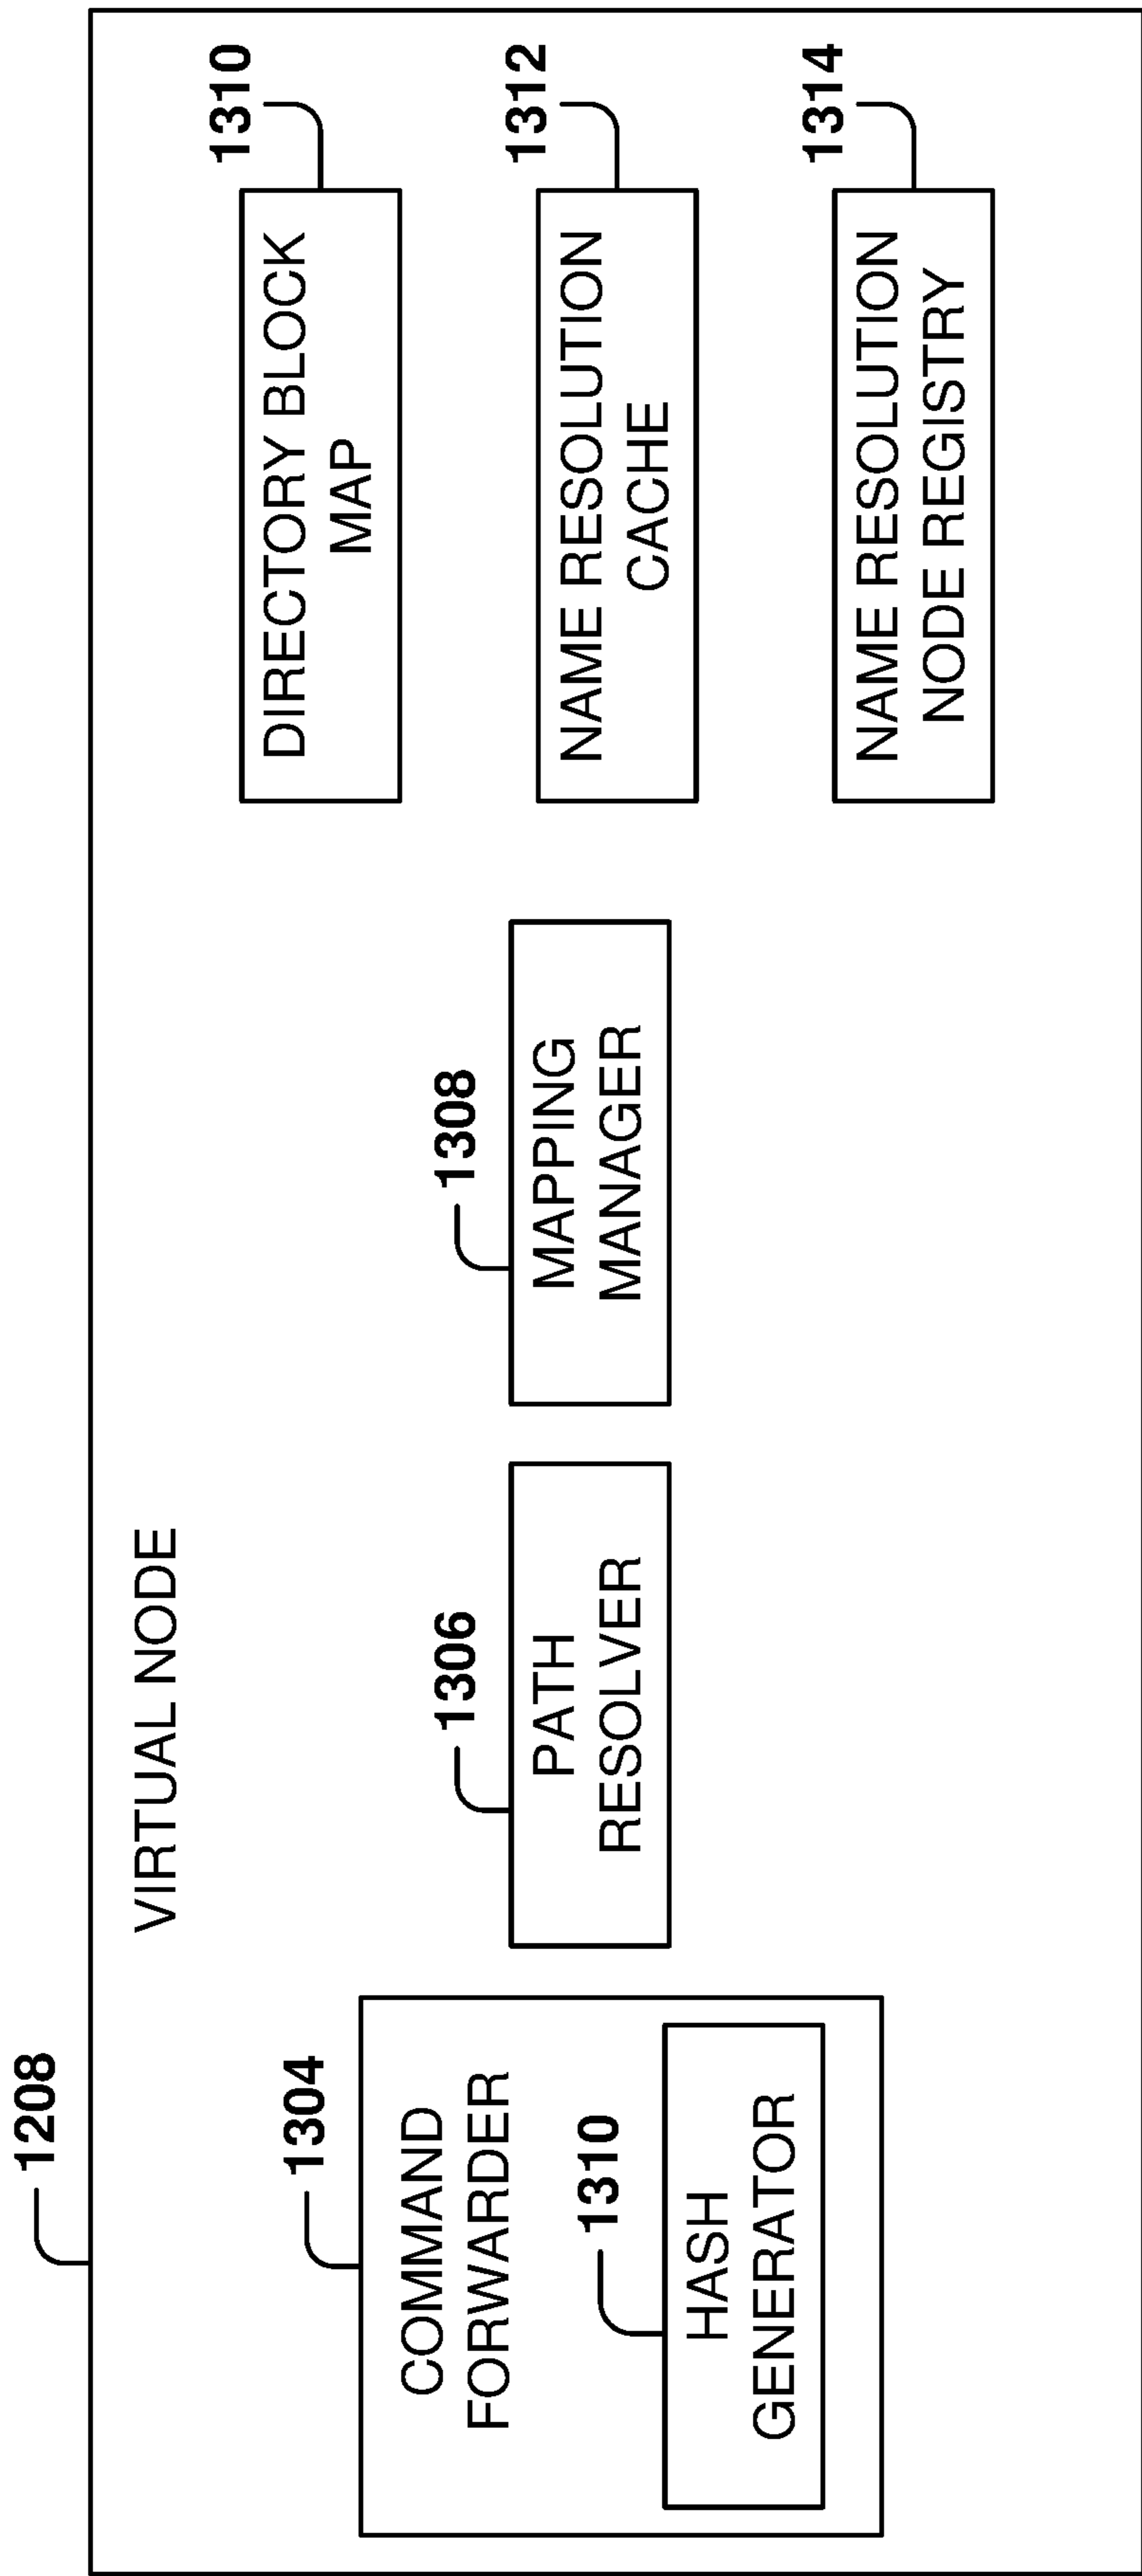 1208
VIRTUAL NODE
1304
COMMAND
FORWARDER
1310
HASH
GENERATOR
1306
PATH
RESOLVER
1308
MAPPING
MANAGER
1310
DIRECTORY BLOCK
MAP
1312
NAME RESOLUTION
CACHE
1314
NAME RESOLUTION
NODE REGISTRY